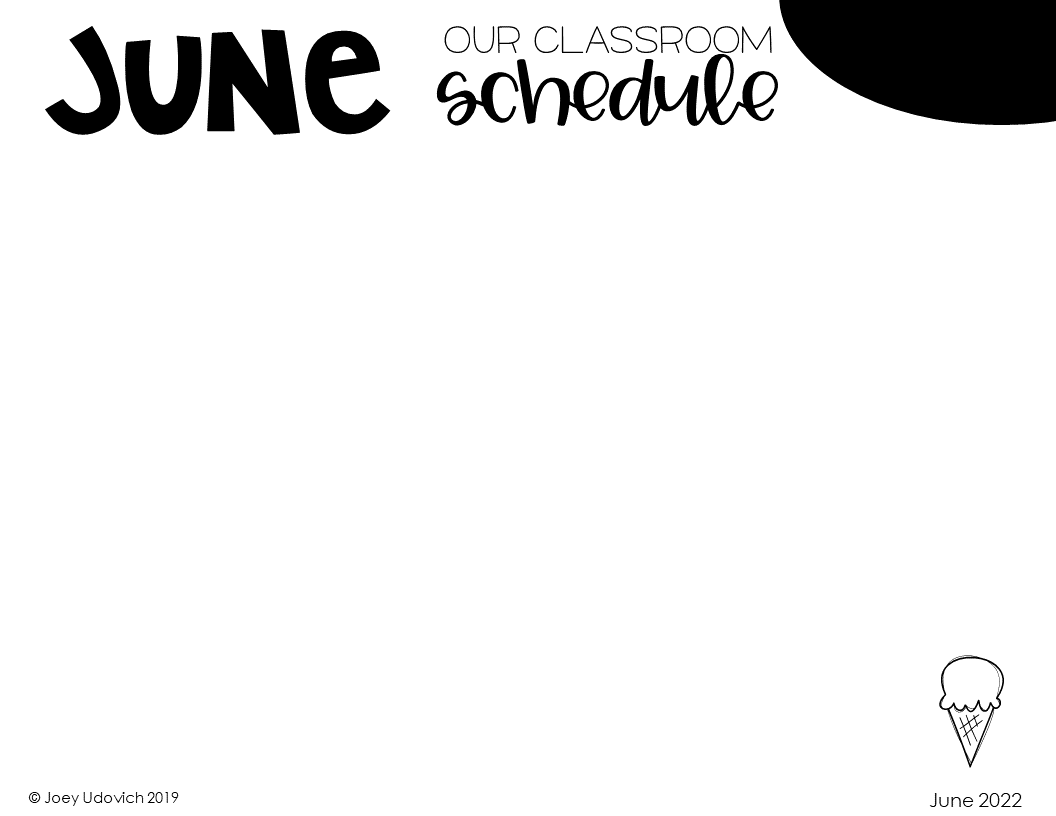 JUNe
OUR CLASSROOM
schedule
© Joey Udovich 2019
June 2022